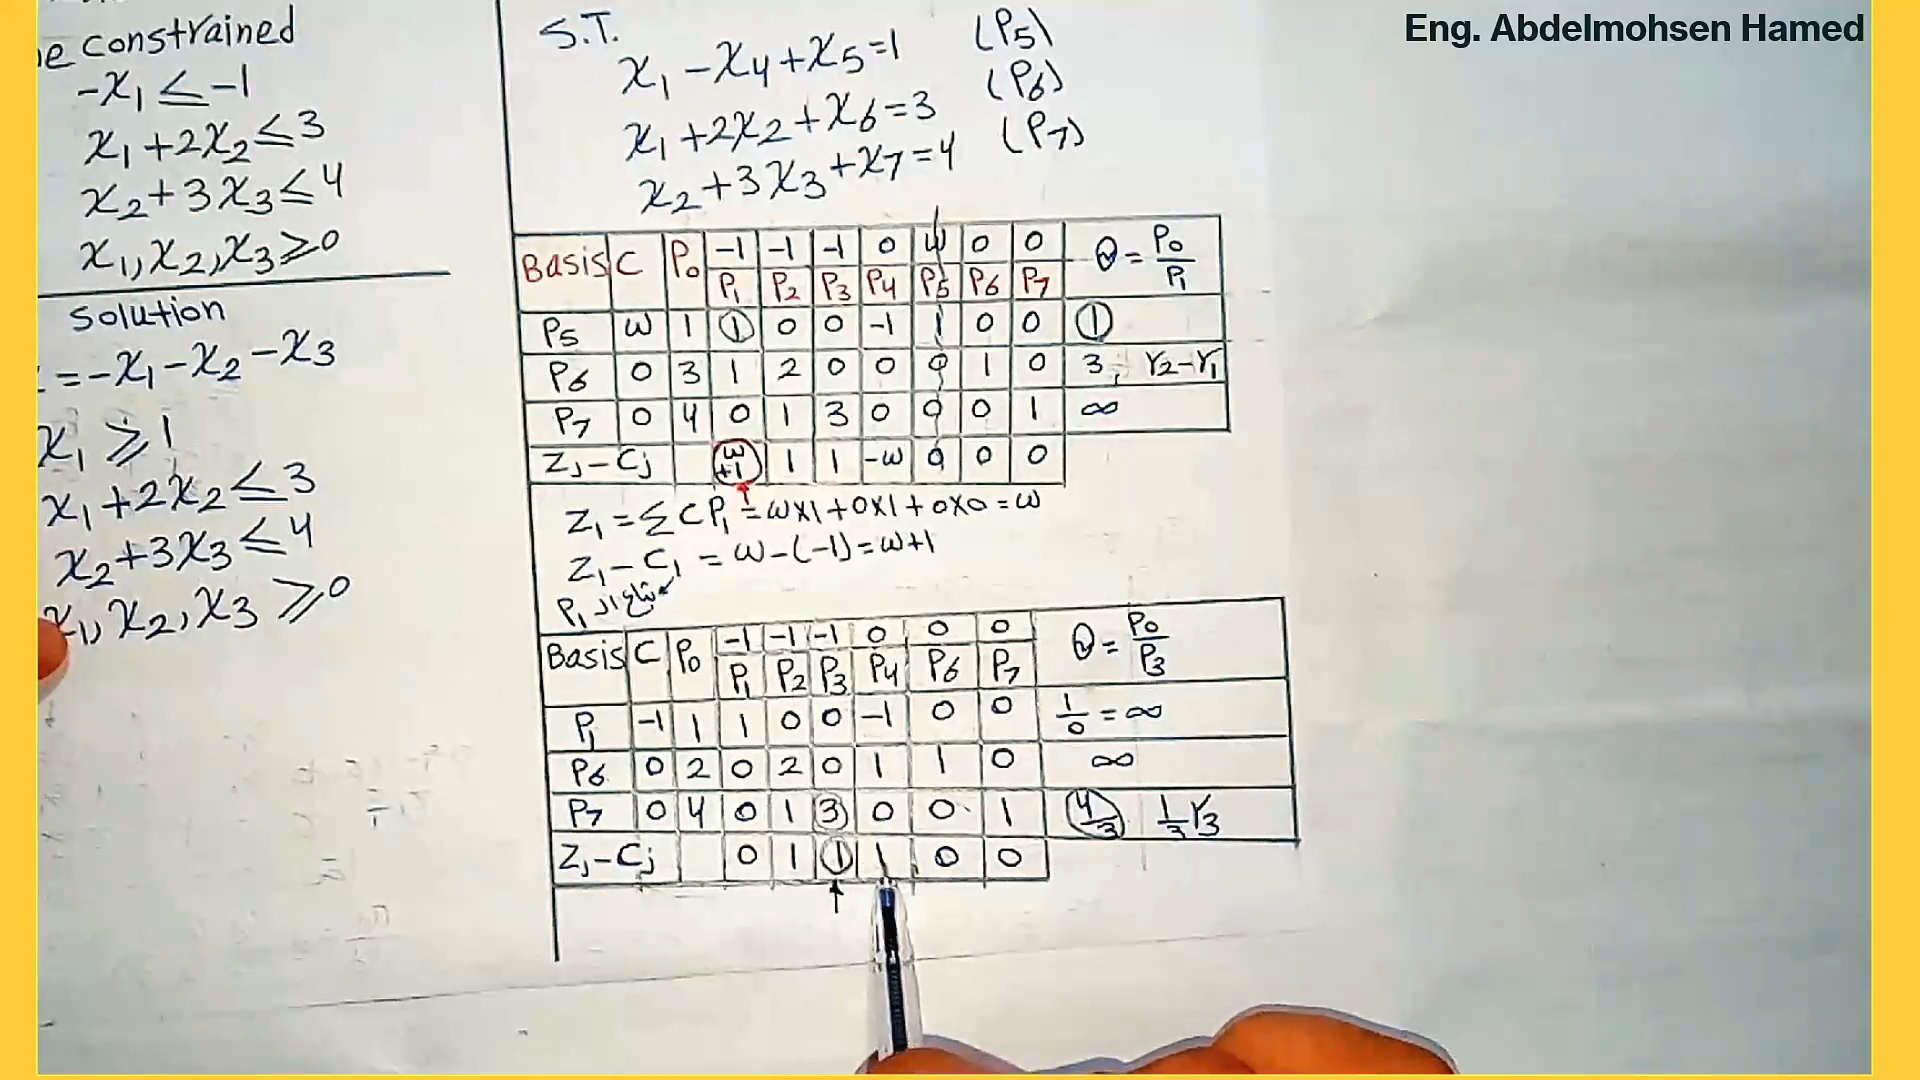 Eng. Abdelmohsen Hamed
e constrained
-x₁ ≤ -1
x₁ + 2x₂ ≤ 3
x₂ + 3x₃ ≤ 4
x₁, x₂, x₃ ≥ 0
Solution
= -x₁ - x₂ - x₃
x₁ ≥ 1
x₁ + 2x₂ ≤ 3
x₂ + 3x₃ ≤ 4
x₁, x₂, x₃ ≥ 0
S.T.
x₁ - x₄ + x₅ = 1 (P₅)
x₁ + 2x₂ + x₆ = 3 (P₆)
x₂ + 3x₃ + x₇ = 4 (P₇)
Basis C P₀ -1 -1 -1 0 w 0 0 θ = P₀/P₁
P₁ P₂ P₃ P₄ P₅ P₆ P₇
P₅ w 1 1 0 0 -1 1 0 0 1
P₆ 0 3 1 2 0 0 0 1 0 3, r₂-r₁
P₇ 0 4 0 1 3 0 0 0 1 ∞
Zj - Cj w+1 1 1 -w 0 0 0
Z₁ = Σ C P₁ = w×1 + 0×1 + 0×0 = w
Z₁ - C₁ = w - (-1) = w+1
P₁ بتاع الـ
Basis C P₀ -1 -1 -1 0 0 0 θ = P₀/P₃
P₁ P₂ P₃ P₄ P₆ P₇
P₁ -1 1 1 0 0 -1 0 0 1/0 = ∞
P₆ 0 2 0 2 0 1 1 0 ∞
P₇ 0 4 0 1 3 0 0 1 4/3 1/3 r₃
Zj - Cj 0 1 1 1 0 0